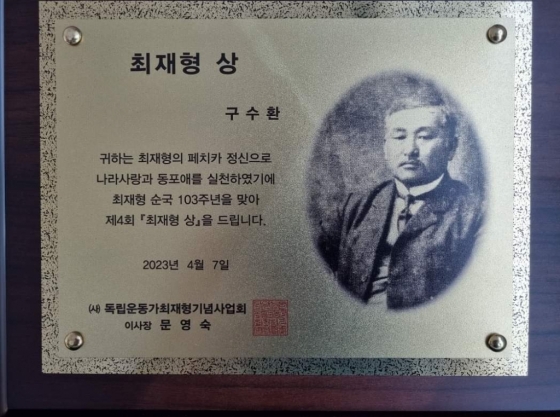 최재형 상
구수환
귀하는 최재형의 페치카 정신으로
나라사랑과 동포애를 실천하였기에
최재형 순국 103주년을 맞아
제4회 『최재형 상』을 드립니다.
2023년 4월 7일
(사) 독립운동가최재형기념사업회
이사장 문영숙